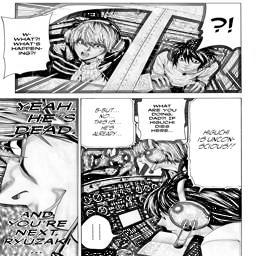 ?!
W-
WHAT?!
WHAT'S
HAPPEN-
ING?!
WHAT
ARE YOU
DOING,
DAD?! IF
HIGUCHI
DIES
HERE...
HIGUCHI
IS UNCON-
SCIOUS!!
B-BUT...
NO.
THIS IS
HE'S
ALREADY...
YEAH.
HE'S
DEAD.
AND
YOU'RE
NEXT,
RYUZAKI
...